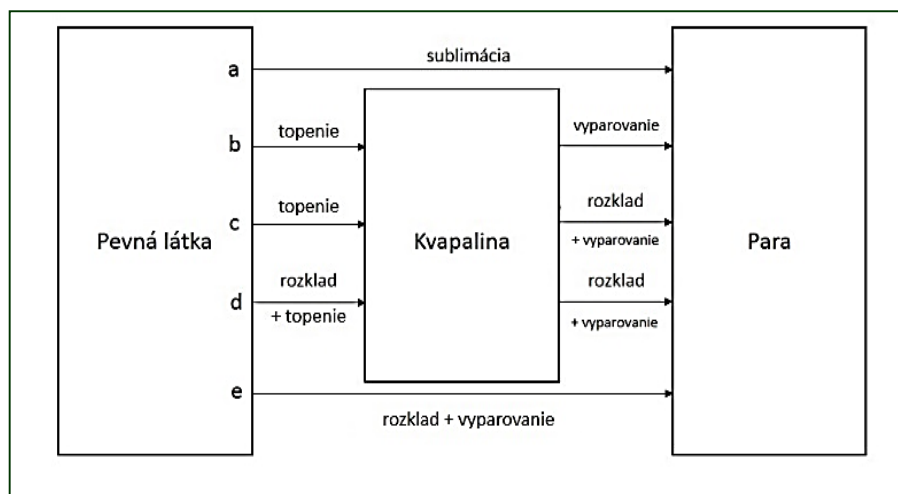 a
sublimácia
b
topenie
vyparovanie
c
topenie
rozklad
+ vyparovanie
Pevná látka
Kvapalina
Para
d
rozklad
+ topenie
rozklad
+ vyparovanie
e
rozklad + vyparovanie